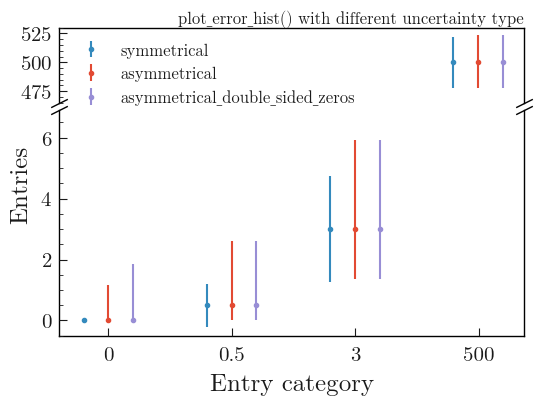 plot_error_hist() with different uncertainty type
525
500
475
symmetrical
asymmetrical
asymmetrical_double_sided_zeros
6
4
2
0
Entries
0 0.5 3 500
Entry category